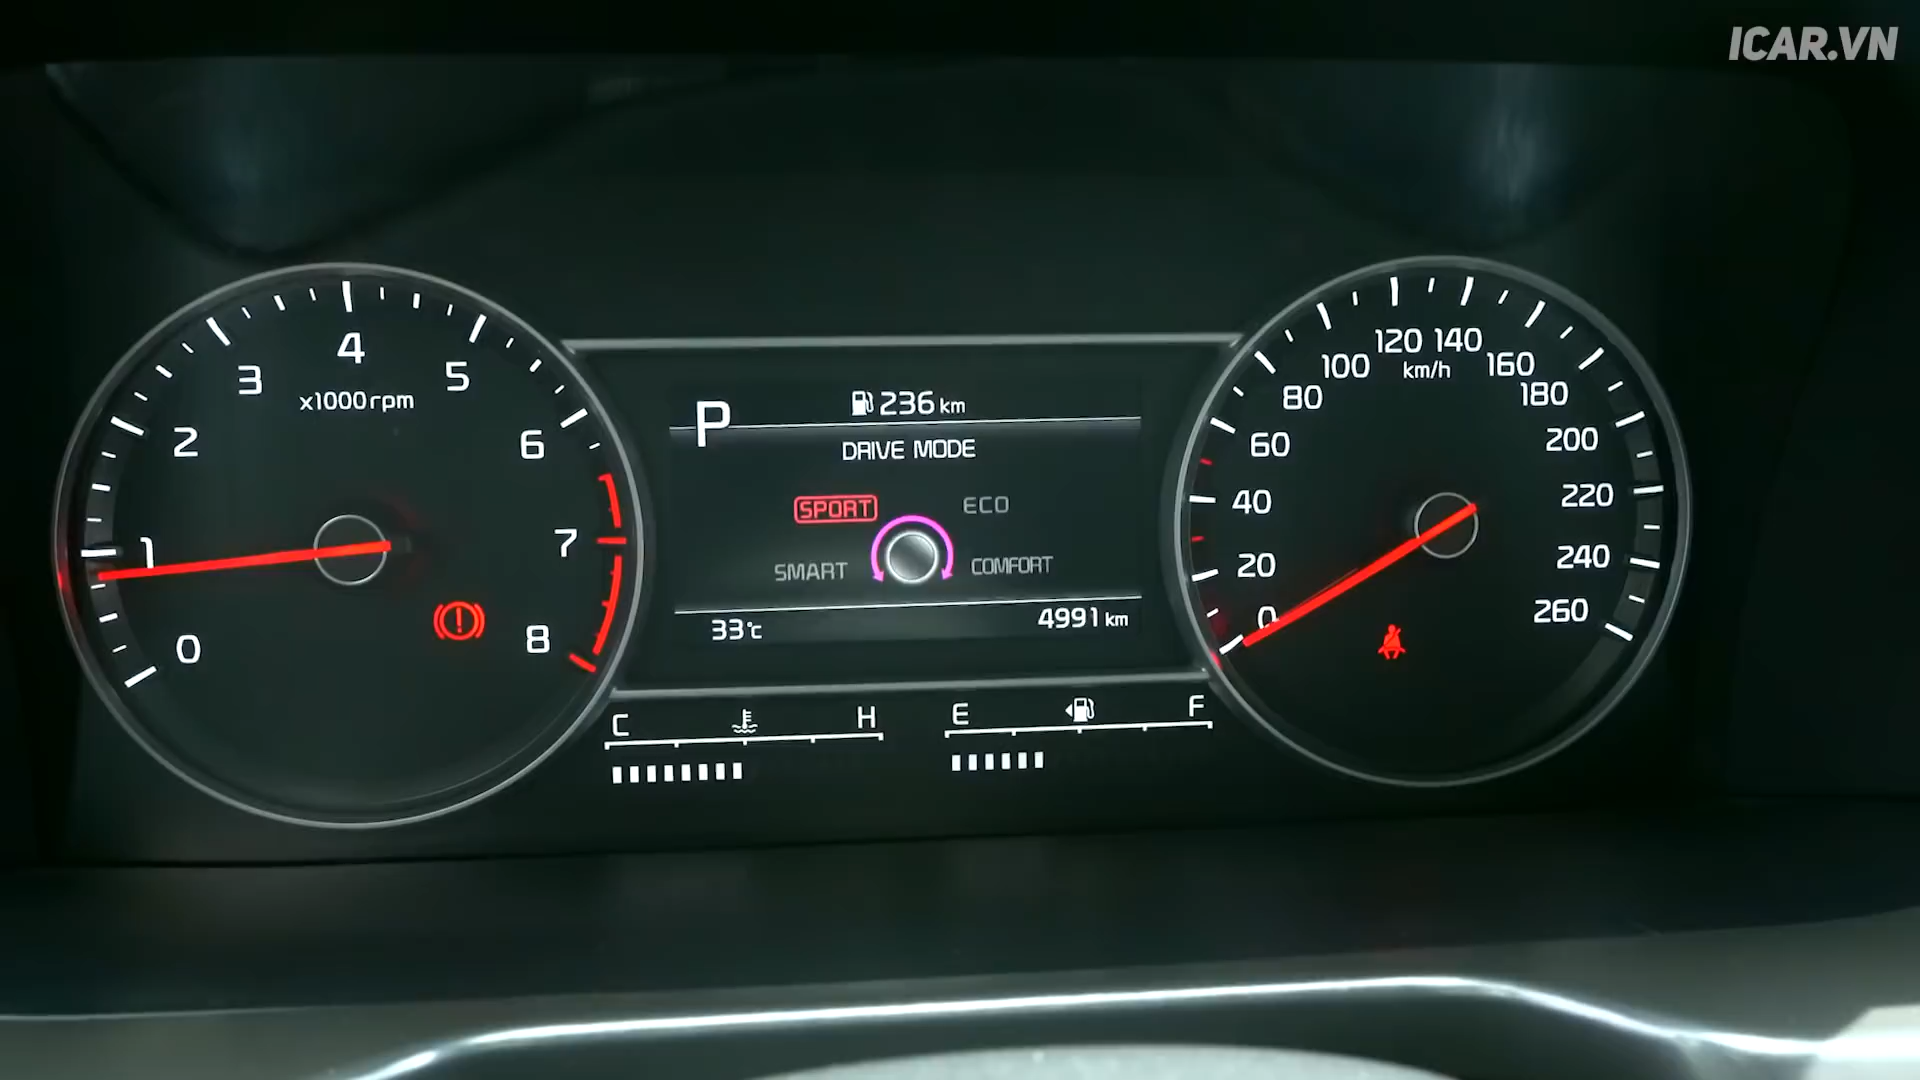 ICAR.VN
0
1
2
3
4
5
6
7
8
x1000rpm
P
236 km
DRIVE MODE
SPORT
ECO
SMART
COMFORT
33°C
4991 km
C
H
E
F
0
20
40
60
80
100
120
140
160
180
200
220
240
260
km/h